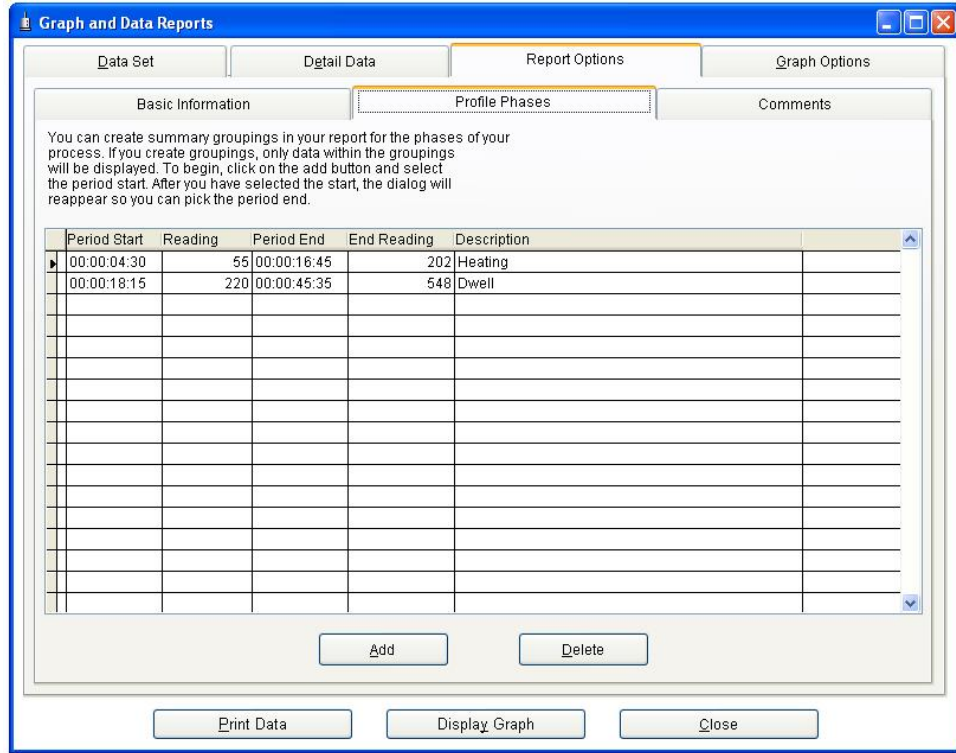 Graph and Data Reports
Data Set Detail Data Report Options Graph Options
Basic Information Profile Phases Comments
You can create summary groupings in your report for the phases of your
process. If you create groupings, only data within the groupings
will be displayed. To begin, click on the add button and select
the period start. After you have selected the start, the dialog will
reappear so you can pick the period end.
Period Start Reading Period End End Reading Description
00:00:04:30 55 00:00:16:45 202 Heating
00:00:18:15 220 00:00:45:35 548 Dwell
Add Delete
Print Data Display Graph Close